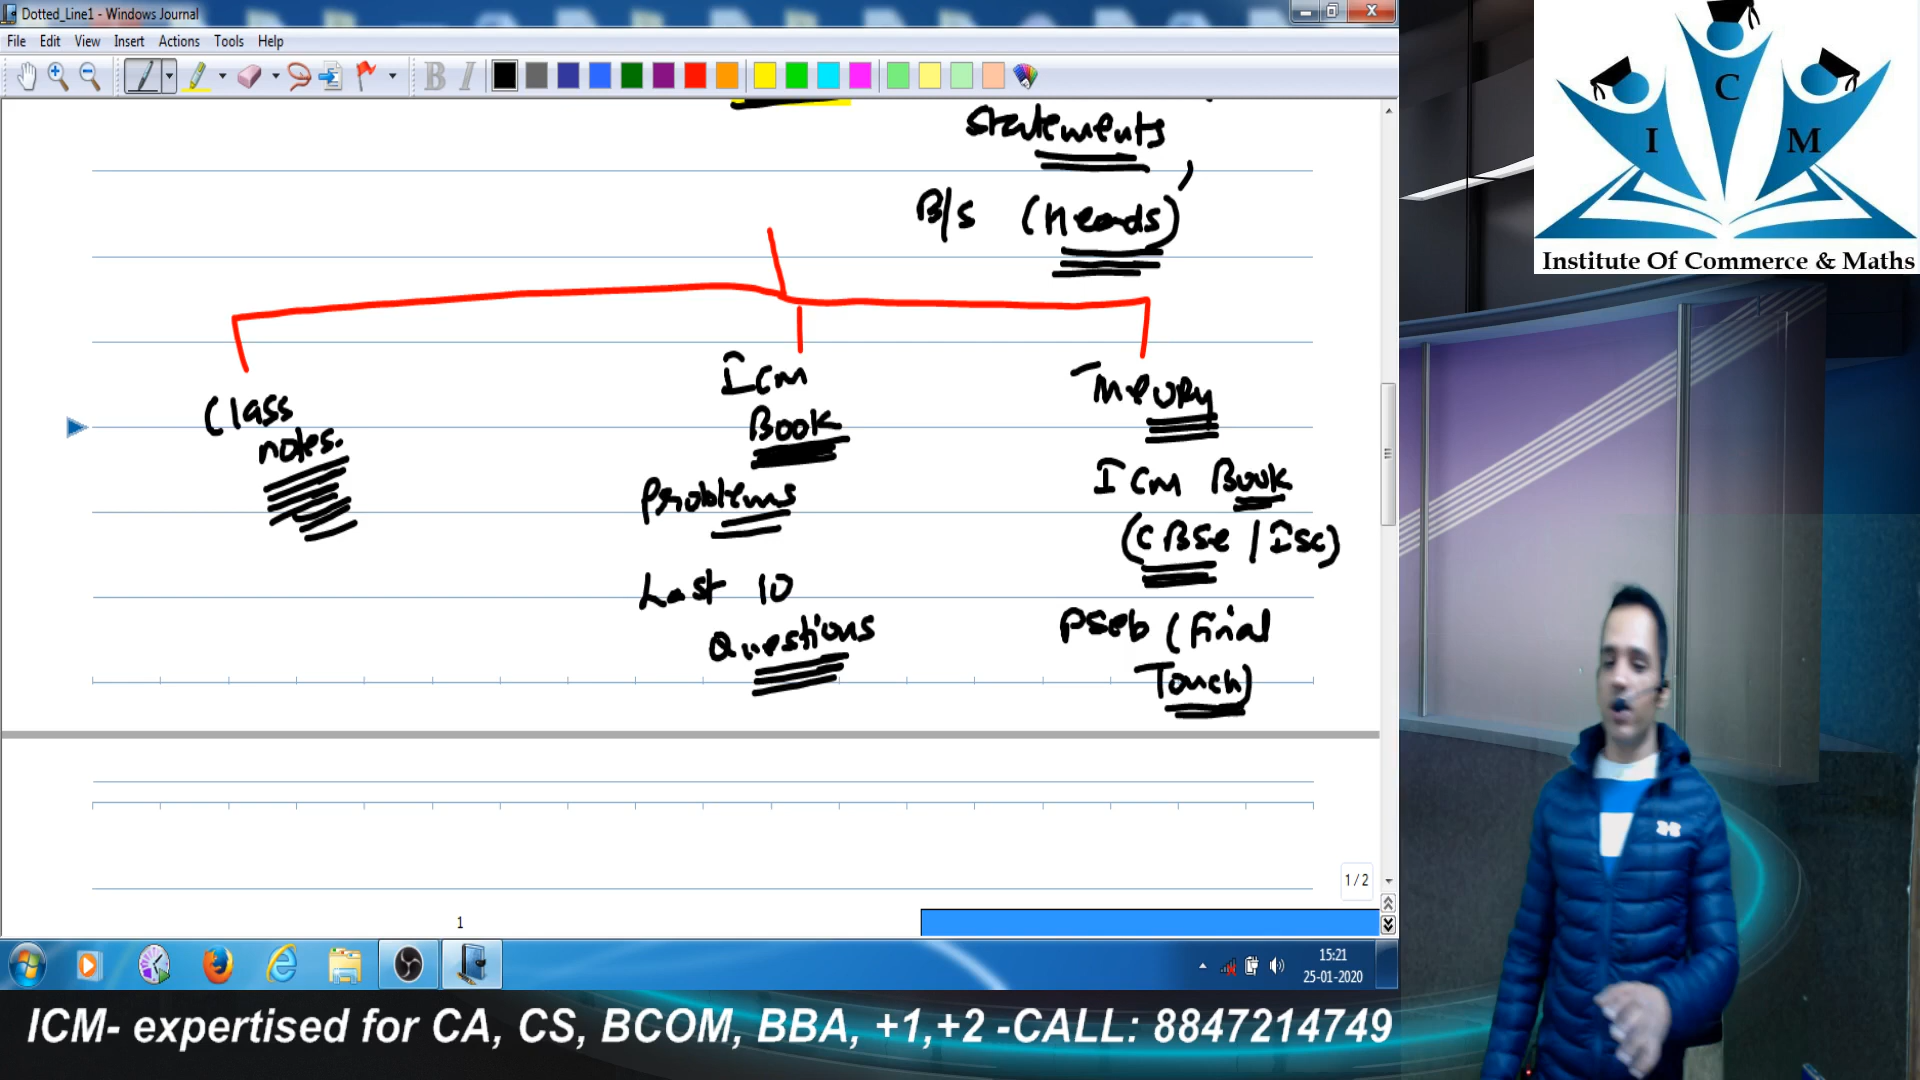 Dotted_Line1 - Windows Journal
File Edit View Insert Actions Tools Help
B I
Statements,
B/S (Heads)
Class
notes.
ICM
Book
Problems
Last 10
Questions
Theory
ICM Book
(CBSE / ISC)
PSEB (Final
Touch)
1 / 2
1
15:21
25-01-2020
I C M
Institute Of Commerce & Maths
ICM- expertised for CA, CS, BCOM, BBA, +1,+2 -CALL: 8847214749